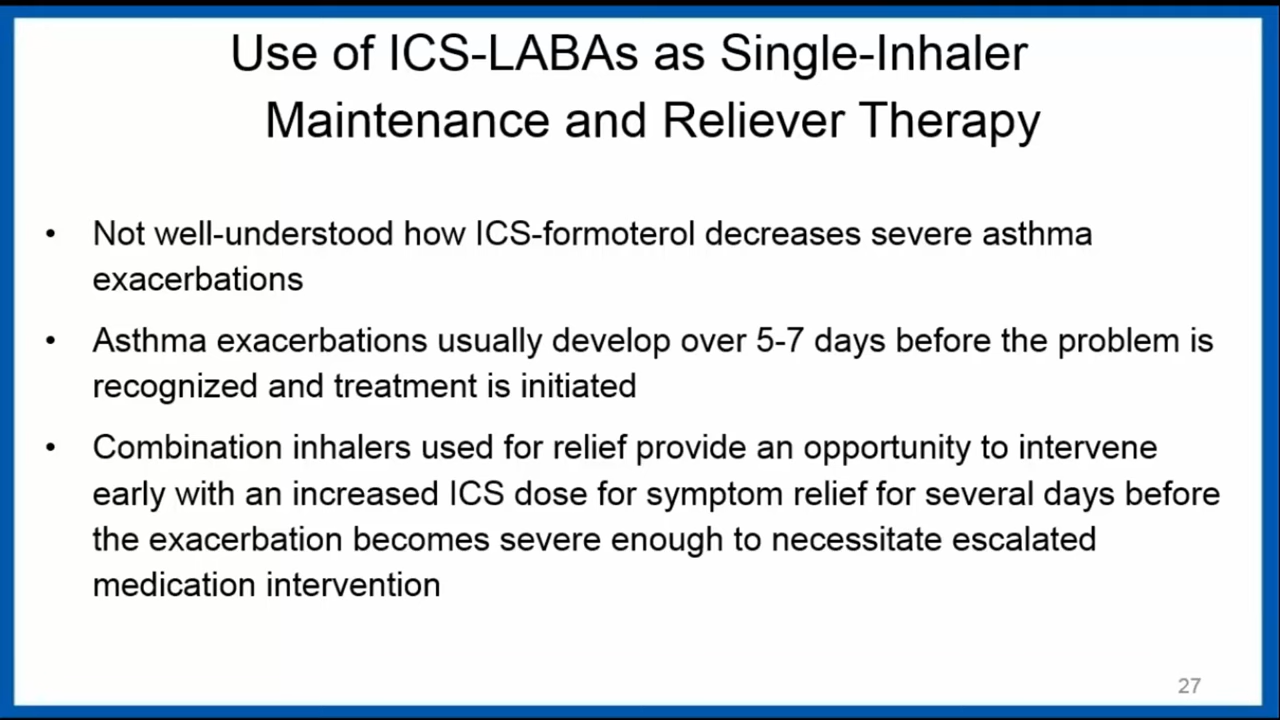 Use of ICS-LABAs as Single-Inhaler
Maintenance and Reliever Therapy
• Not well-understood how ICS-formoterol decreases severe asthma
exacerbations
• Asthma exacerbations usually develop over 5-7 days before the problem is
recognized and treatment is initiated
• Combination inhalers used for relief provide an opportunity to intervene
early with an increased ICS dose for symptom relief for several days before
the exacerbation becomes severe enough to necessitate escalated
medication intervention
27